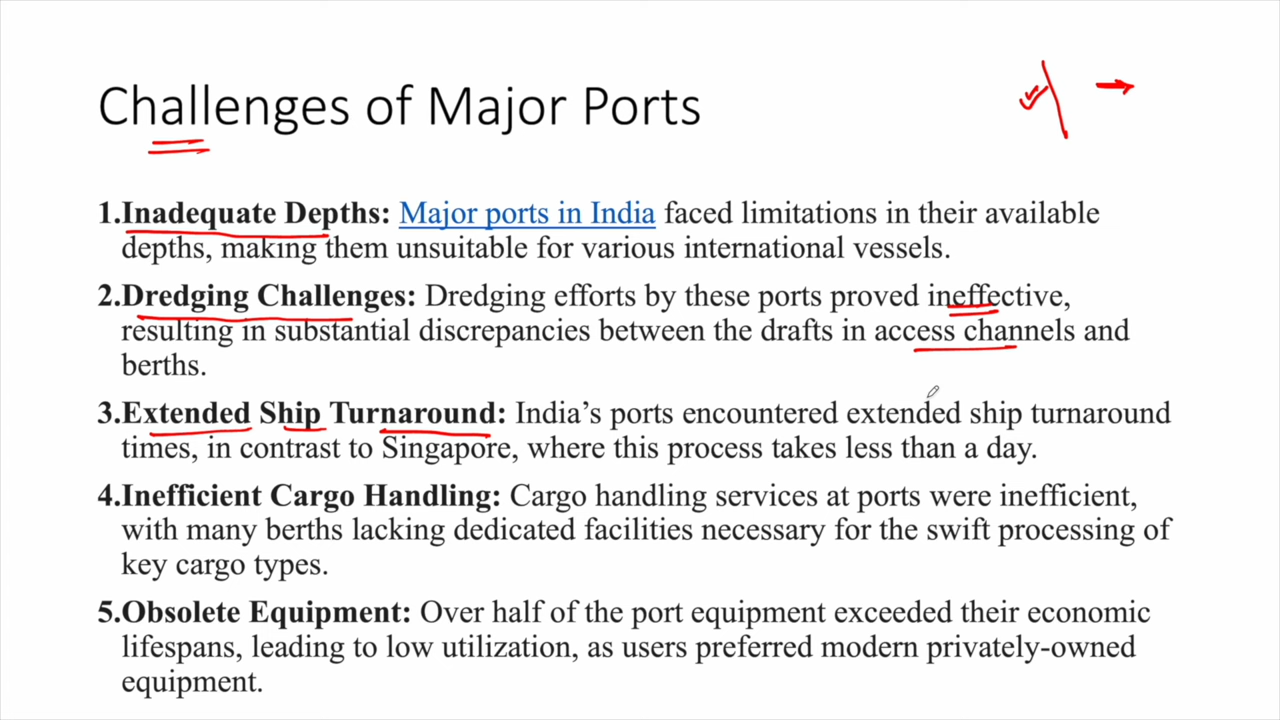 Challenges of Major Ports
1.Inadequate Depths: Major ports in India faced limitations in their available
depths, making them unsuitable for various international vessels.
2.Dredging Challenges: Dredging efforts by these ports proved ineffective,
resulting in substantial discrepancies between the drafts in access channels and
berths.
3.Extended Ship Turnaround: India’s ports encountered extended ship turnaround
times, in contrast to Singapore, where this process takes less than a day.
4.Inefficient Cargo Handling: Cargo handling services at ports were inefficient,
with many berths lacking dedicated facilities necessary for the swift processing of
key cargo types.
5.Obsolete Equipment: Over half of the port equipment exceeded their economic
lifespans, leading to low utilization, as users preferred modern privately-owned
equipment.